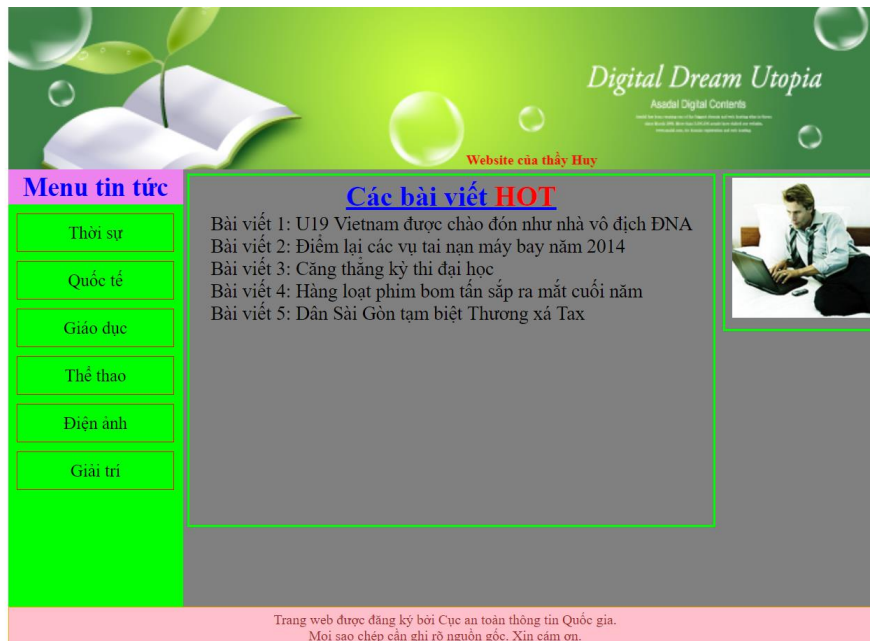 Digital Dream Utopia
Asadal Digital Contents
Website của thầy Huy
Menu tin tức
Thời sự
Quốc tế
Giáo dục
Thể thao
Điện ảnh
Giải trí
Các bài viết HOT
Bài viết 1: U19 Vietnam được chào đón như nhà vô địch ĐNA
Bài viết 2: Điểm lại các vụ tai nạn máy bay năm 2014
Bài viết 3: Căng thẳng kỳ thi đại học
Bài viết 4: Hàng loạt phim bom tấn sắp ra mắt cuối năm
Bài viết 5: Dân Sài Gòn tạm biệt Thương xá Tax
Trang web được đăng ký bởi Cục an toàn thông tin Quốc gia.
Mọi sao chép cần ghi rõ nguồn gốc. Xin cám ơn.